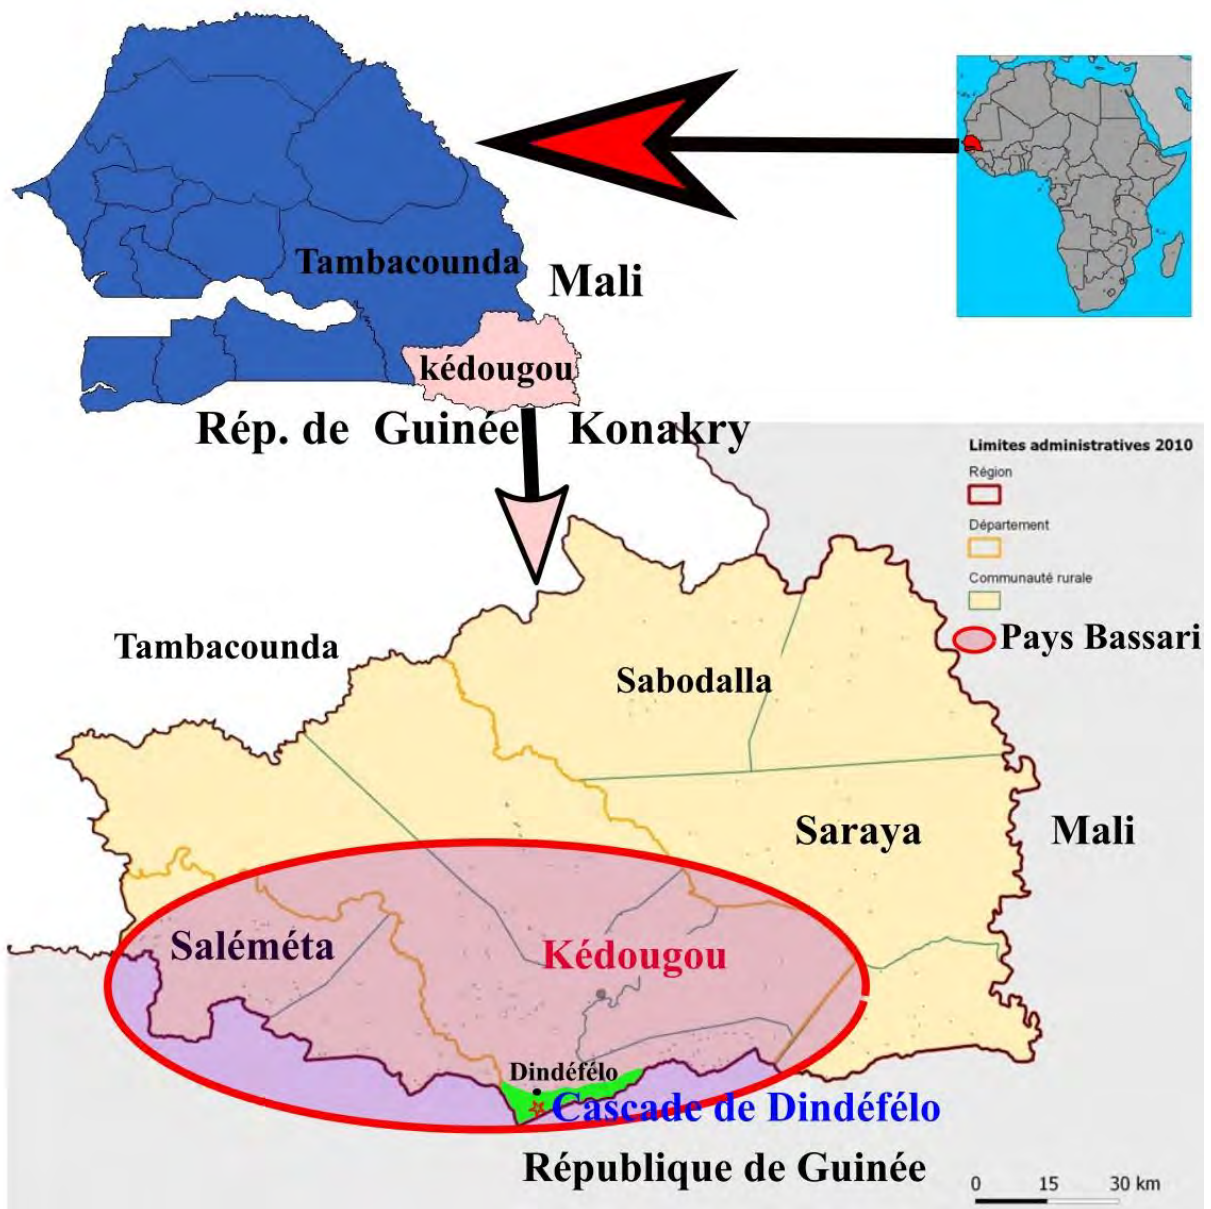 Tambacounda
Mali
kédougou
Rép. de Guinée Konakry
Limites administratives 2010
Région
Département
Communauté rurale
Pays Bassari
Tambacounda
Sabodalla
Saraya
Mali
Saléméta
Kédougou
Dindéfélo
Cascade de Dindéfélo
République de Guinée
0 15 30 km